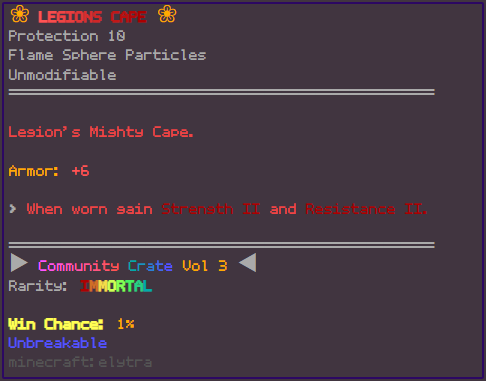 ❀ LEGIONS CAPE ❀
Protection 10
Flame Sphere Particles
Unmodifiable
Legion's Mighty Cape.
Armor: +6
> When worn gain Strength II and Resistance II.
▶ Community Crate Vol 3 ◀
Rarity: IMMORTAL
Win Chance: 1%
Unbreakable
minecraft:elytra